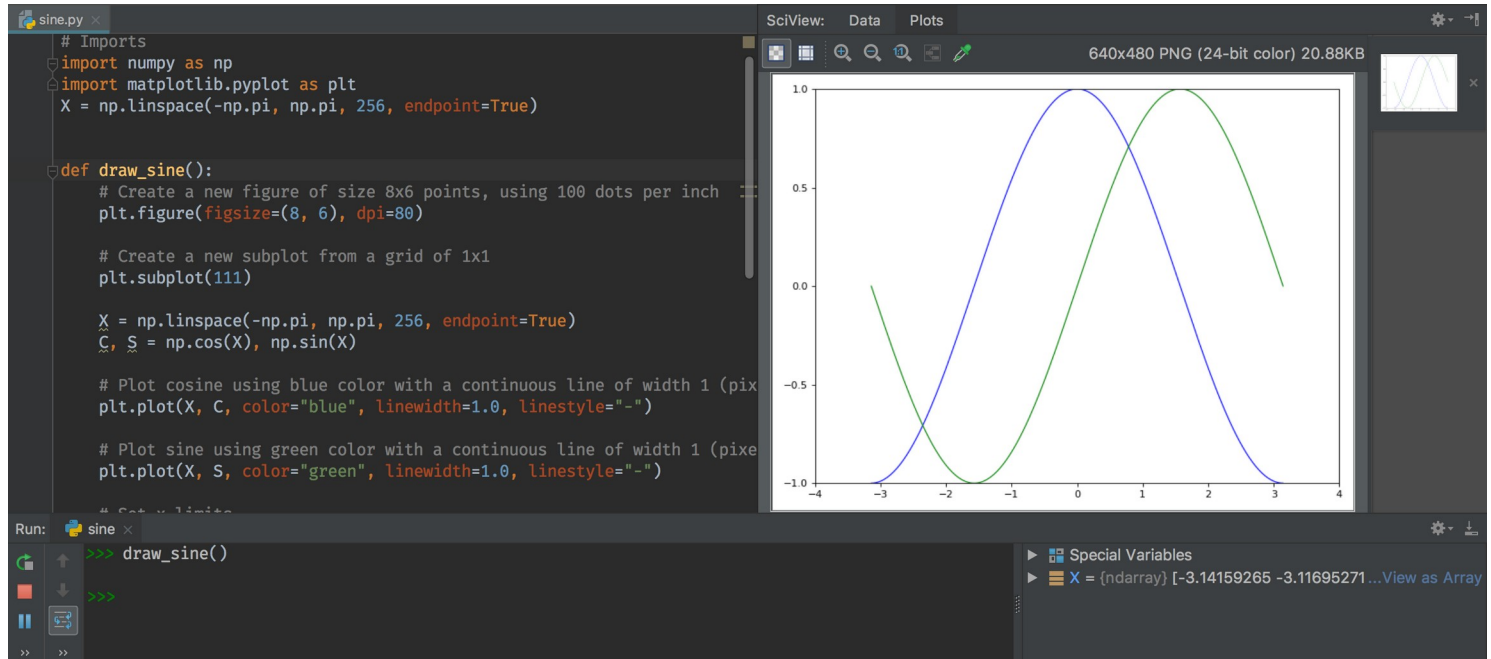 sine.py
# Imports
import numpy as np
import matplotlib.pyplot as plt
X = np.linspace(-np.pi, np.pi, 256, endpoint=True)
def draw_sine():
# Create a new figure of size 8x6 points, using 100 dots per inch
plt.figure(figsize=(8, 6), dpi=80)
# Create a new subplot from a grid of 1x1
plt.subplot(111)
X = np.linspace(-np.pi, np.pi, 256, endpoint=True)
C, S = np.cos(X), np.sin(X)
# Plot cosine using blue color with a continuous line of width 1 (pix
plt.plot(X, C, color="blue", linewidth=1.0, linestyle="-")
# Plot sine using green color with a continuous line of width 1 (pixe
plt.plot(X, S, color="green", linewidth=1.0, linestyle="-")
# Set x limits
SciView: Data Plots
640x480 PNG (24-bit color) 20.88KB
1.0
0.5
0.0
−0.5
−1.0
−4 −3 −2 −1 0 1 2 3 4
Run: sine
>>> draw_sine()
>>>
Special Variables
X = {ndarray} [-3.14159265 -3.11695271 ...View as Array